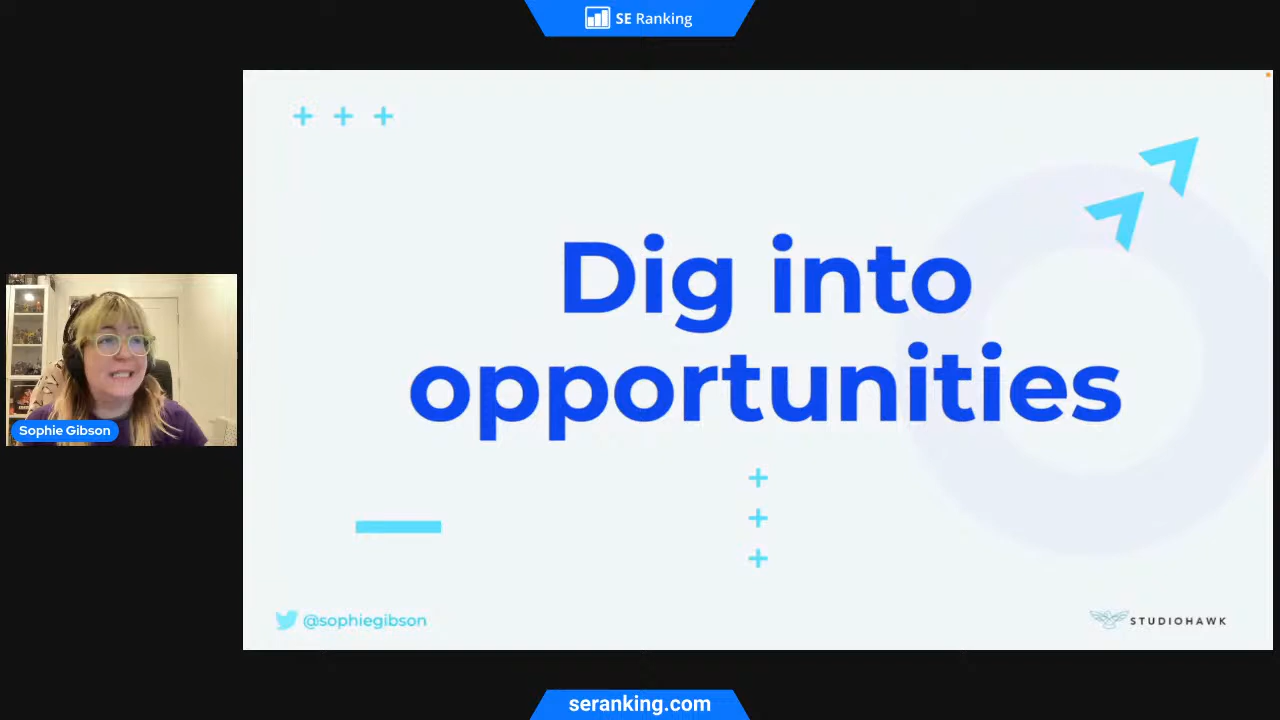 SE Ranking
Dig into
opportunities
Sophie Gibson
@sophiegibson
STUDIOHAWK
seranking.com